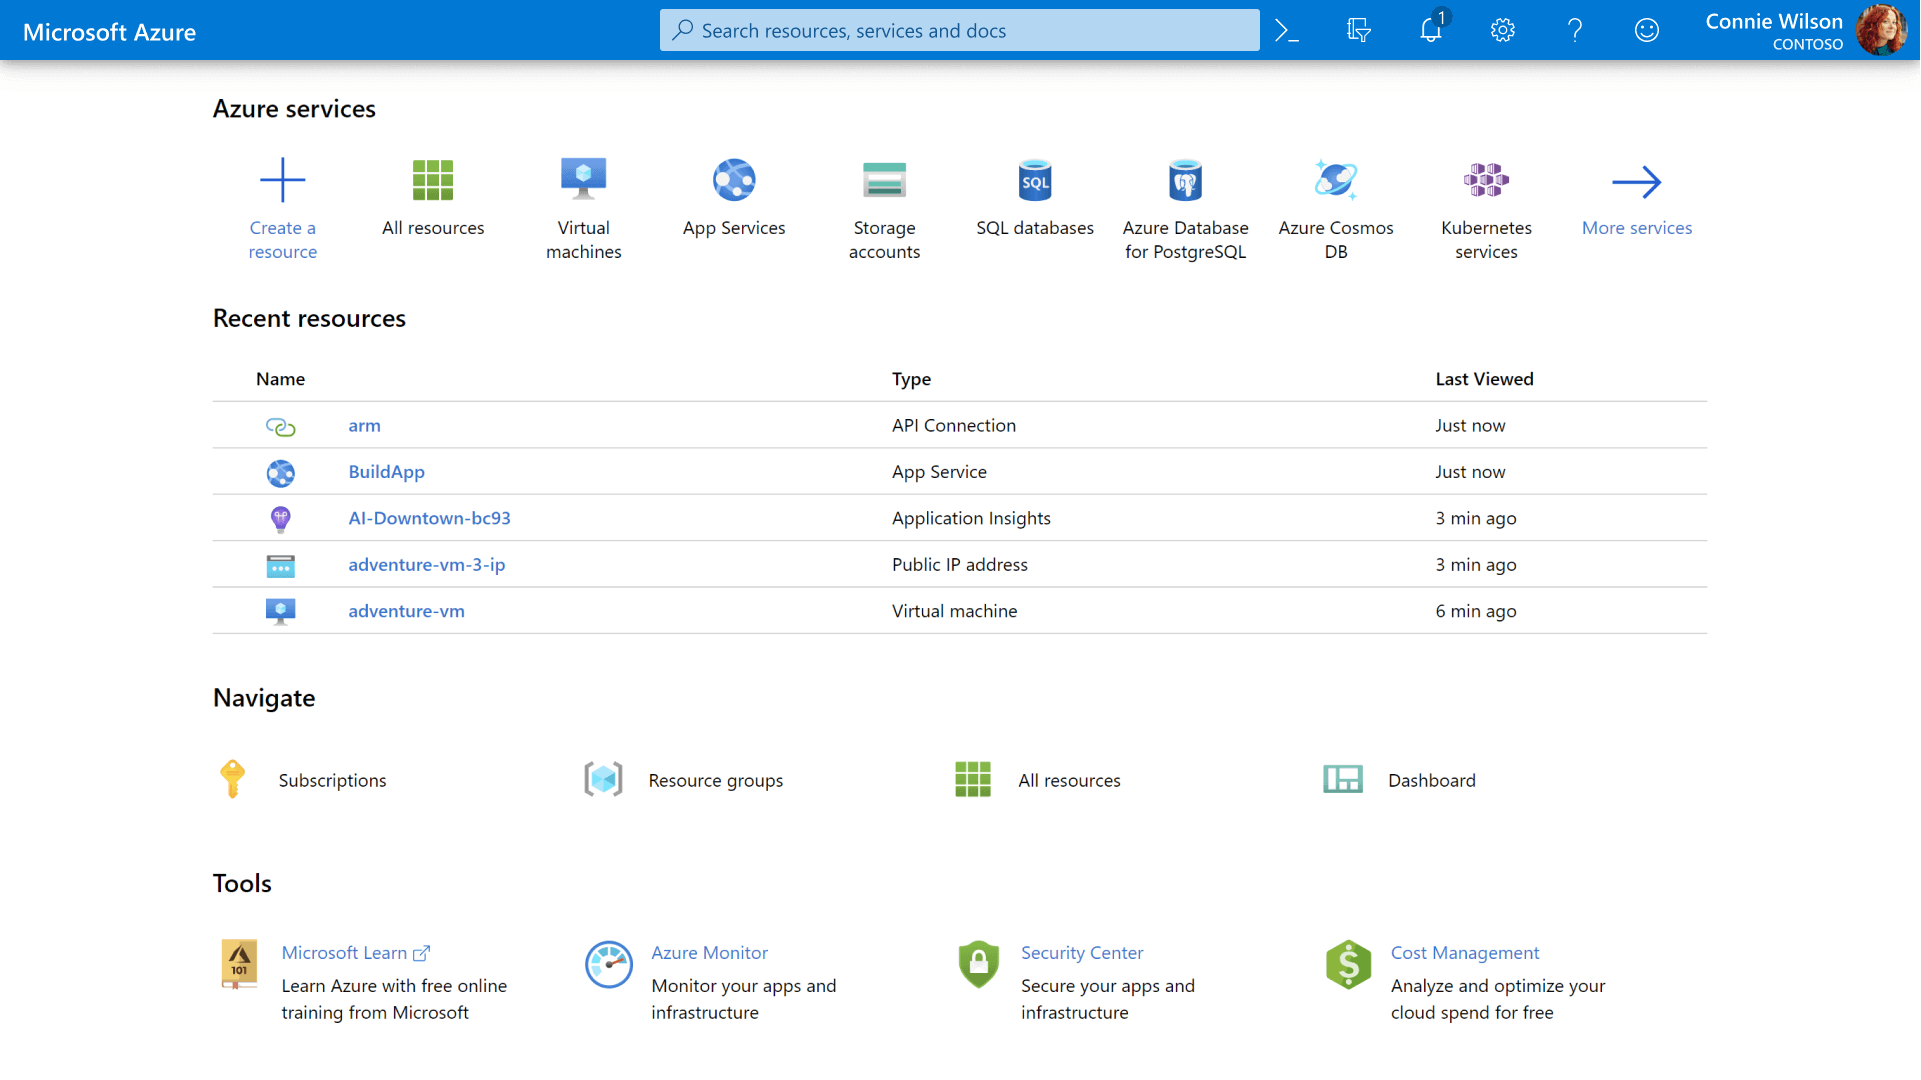 Microsoft Azure
Search resources, services and docs
1
Connie Wilson
CONTOSO
Azure services
Create a resource
All resources
Virtual machines
App Services
Storage accounts
SQL
SQL databases
Azure Database for PostgreSQL
Azure Cosmos DB
Kubernetes services
More services
Recent resources
Name Type Last Viewed
arm API Connection Just now
BuildApp App Service Just now
AI-Downtown-bc93 Application Insights 3 min ago
adventure-vm-3-ip Public IP address 3 min ago
adventure-vm Virtual machine 6 min ago
Navigate
Subscriptions
Resource groups
All resources
Dashboard
Tools
101
Microsoft Learn
Learn Azure with free online
training from Microsoft
Azure Monitor
Monitor your apps and
infrastructure
Security Center
Secure your apps and
infrastructure
$
Cost Management
Analyze and optimize your
cloud spend for free